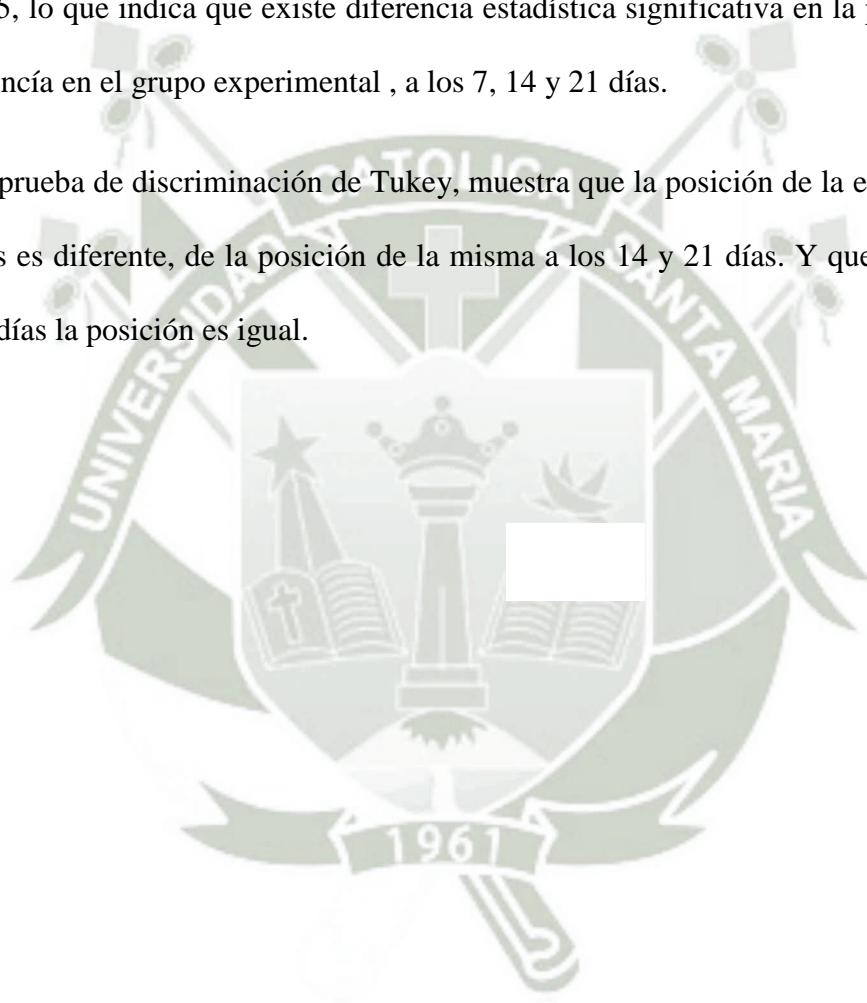 5, lo que indica que existe diferencia estadística significativa en la
ncía en el grupo experimental , a los 7, 14 y 21 días.
prueba de discriminación de Tukey, muestra que la posición de la
s es diferente, de la posición de la misma a los 14 y 21 días. Y que
días la posición es igual.
UNIVERSIDAD CATOLICA SANTA MARIA
1961